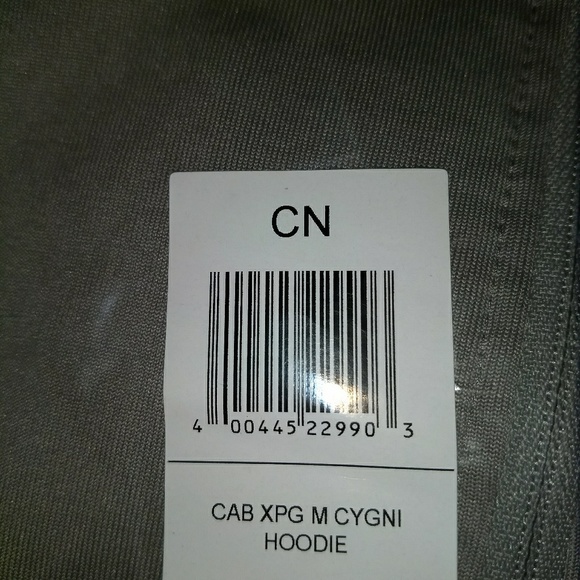 CN
4 00445 22990 3
CAB XPG M CYGNI
HOODIE